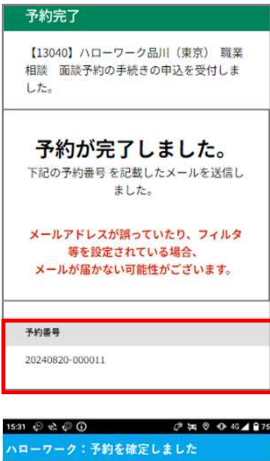 予約完了
【13040】ハローワーク品川（東京） 職業
相談 面談予約の手続きの申込を受付しま
した。
予約が完了しました。
下記の予約番号 を記載したメールを送信し
ました。
メールアドレスが誤っていたり、フィルタ
等を設定されている場合、
メールが届かない可能性がございます。
予約番号
20240820-000011
15:31 4G 75
ハローワーク：予約を確定しました